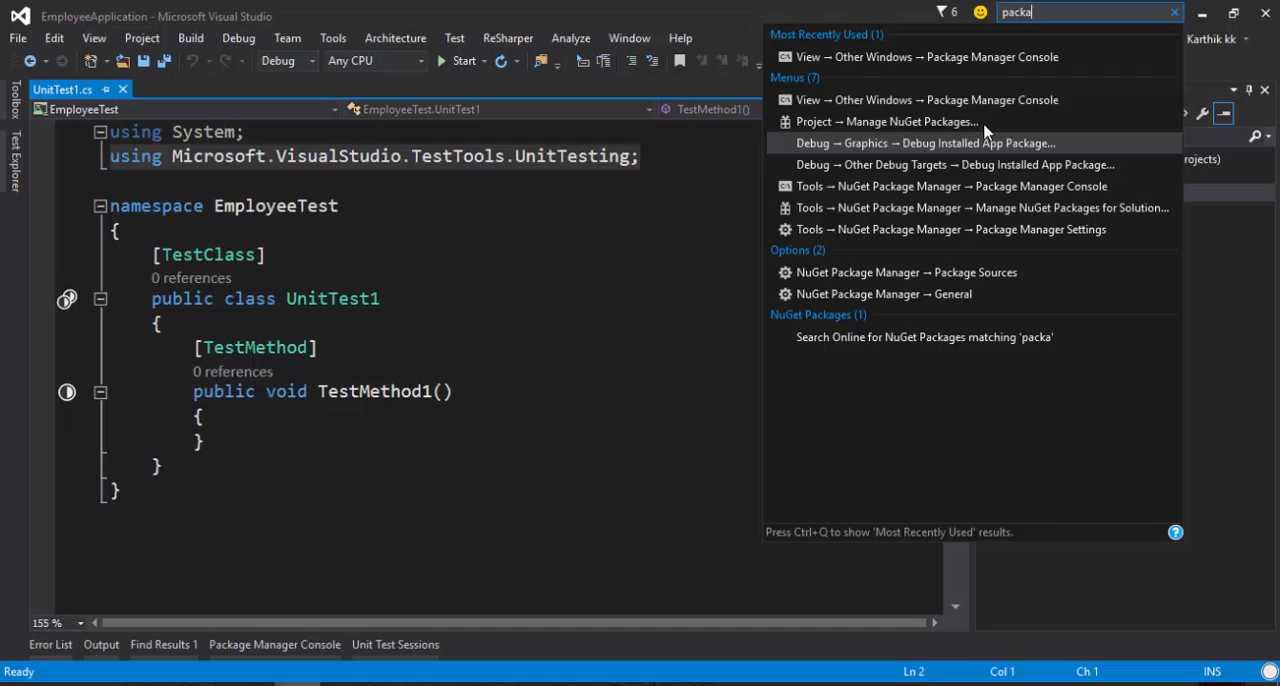 EmployeeApplication - Microsoft Visual Studio
6
packa
File Edit View Project Build Debug Team Tools Architecture Test ReSharper Analyze Window Help
Karthik kk
Debug Any CPU Start
UnitTest1.cs
EmployeeTest EmployeeTest.UnitTest1 TestMethod1()
Toolbox
Test Explorer
using System;
using Microsoft.VisualStudio.TestTools.UnitTesting;
namespace EmployeeTest
{
[TestClass]
0 references
public class UnitTest1
{
[TestMethod]
0 references
public void TestMethod1()
{
}
}
}
Most Recently Used (1)
View → Other Windows → Package Manager Console
Menus (7)
View → Other Windows → Package Manager Console
Project → Manage NuGet Packages...
Debug → Graphics → Debug Installed App Package...
Debug → Other Debug Targets → Debug Installed App Package...
Tools → NuGet Package Manager → Package Manager Console
Tools → NuGet Package Manager → Manage NuGet Packages for Solution...
Tools → NuGet Package Manager → Package Manager Settings
Options (2)
NuGet Package Manager → Package Sources
NuGet Package Manager → General
NuGet Packages (1)
Search Online for NuGet Packages matching 'packa'
Press Ctrl+Q to show 'Most Recently Used' results.
rojects)
155 %
Error List Output Find Results 1 Package Manager Console Unit Test Sessions
Ready Ln 2 Col 1 Ch 1 INS